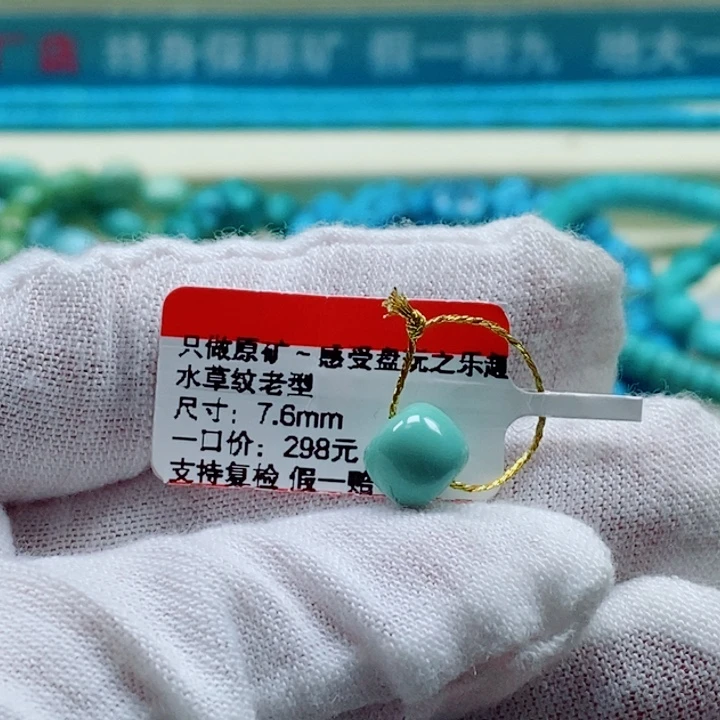 终身保原矿 假一赔九
只做原矿~感受盘玩之乐趣
水草纹老型
尺寸：7.6mm
一口价：298元
支持复检 假一赔